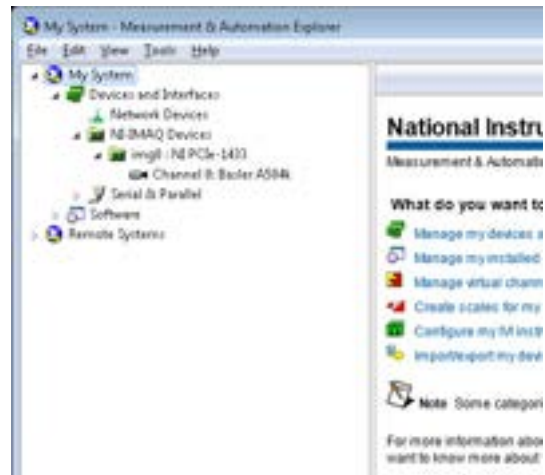 My System - Measurement & Automation Explorer
File Edit View Tools Help
My System
Devices and Interfaces
Network Devices
NI-IMAQ Devices
img0 : NI PCIe-1433
Channel 0: Basler A504k
Serial & Parallel
Software
Remote Systems
National Instru
Measurement & Automati
What do you want to
Manage my devices a
Manage my installed
Manage virtual chann
Create scales for my
Configure my IVI instr
Import/export my devi
Note Some categori
For more information abou
want to know more about